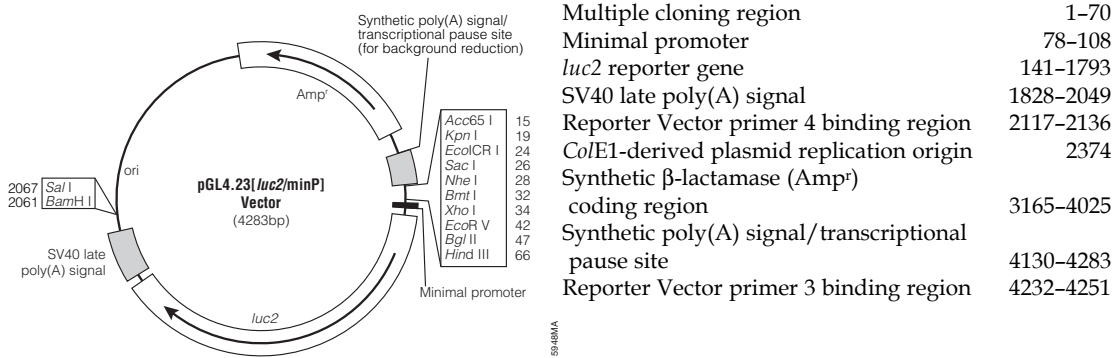 Synthetic poly(A) signal/
transcriptional pause site
(for background reduction)
Ampʳ
Acc65 I 15
Kpn I 19
EcoICR I 24
Sac I 26
Nhe I 28
Bmt I 32
Xho I 34
EcoR V 42
Bgl II 47
Hind III 66
ori
pGL4.23[luc2/minP]
Vector
(4283bp)
2067 Sal I
2061 BamH I
SV40 late
poly(A) signal
Minimal promoter
luc2
5948MA
Multiple cloning region 1–70
Minimal promoter 78–108
luc2 reporter gene 141–1793
SV40 late poly(A) signal 1828–2049
Reporter Vector primer 4 binding region 2117–2136
ColE1-derived plasmid replication origin 2374
Synthetic β-lactamase (Ampʳ)
coding region 3165–4025
Synthetic poly(A) signal/transcriptional
pause site 4130–4283
Reporter Vector primer 3 binding region 4232–4251